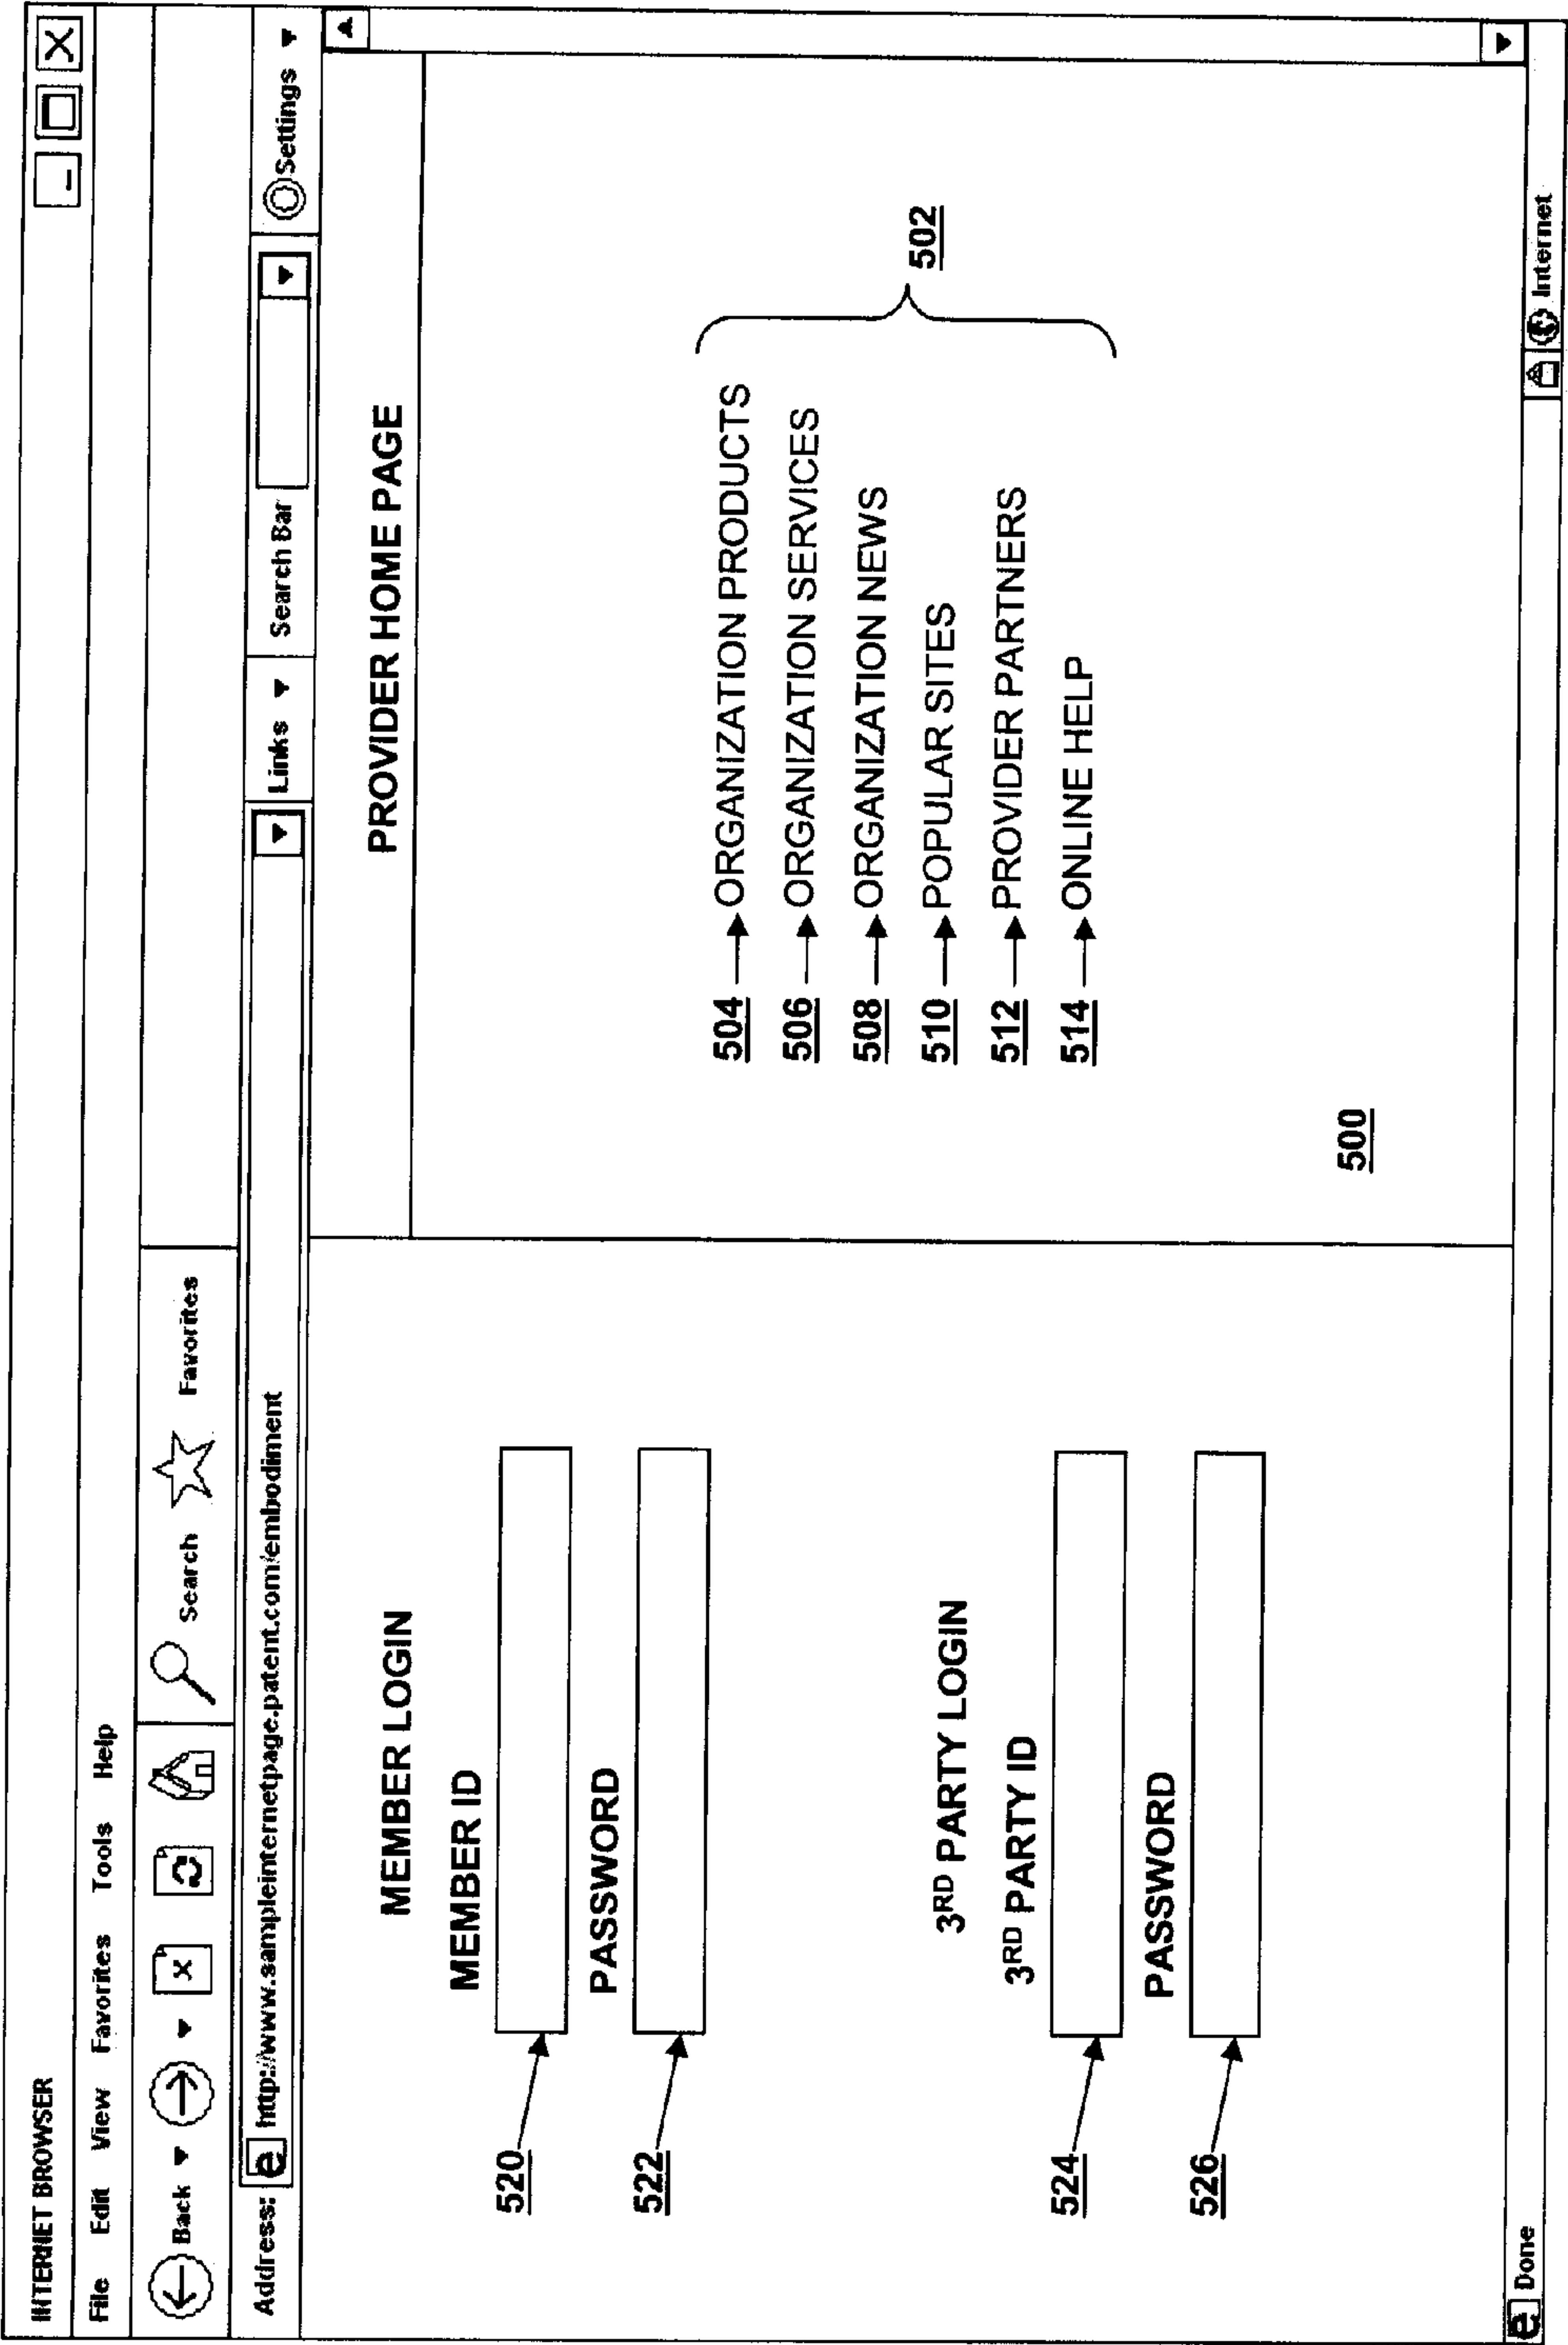 INTERNET BROWSER
File Edit View Favorites Tools Help
Back Search Favorites
Address: http://www.sampleinternetpage.patent.com/embodiment Links Search Bar Settings
MEMBER LOGIN
MEMBER ID
520
PASSWORD
522
3RD PARTY LOGIN
3RD PARTY ID
524
PASSWORD
526
PROVIDER HOME PAGE
504 ORGANIZATION PRODUCTS
506 ORGANIZATION SERVICES
508 ORGANIZATION NEWS
510 POPULAR SITES
512 PROVIDER PARTNERS
514 ONLINE HELP
502
500
Done Internet